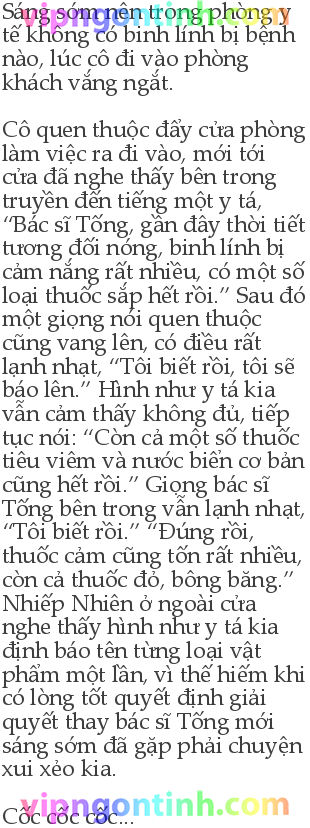 vipngontinh.com
Sáng sớm nên trong phòng y
tế không có binh lính bị bệnh
nào, lúc cô đi vào phòng
khách vắng ngắt.
Cô quen thuộc đẩy cửa phòng
làm việc ra đi vào, mới tới
cửa đã nghe thấy bên trong
truyền đến tiếng một y tá,
“Bác sĩ Tống, gần đây thời tiết
tương đối nóng, binh lính bị
cảm nắng rất nhiều, có một số
loại thuốc sắp hết rồi.” Sau đó
một giọng nói quen thuộc
cũng vang lên, có điều rất
lạnh nhạt, “Tôi biết rồi, tôi sẽ
báo lên.” Hình như y tá kia
vẫn cảm thấy không đủ, tiếp
tục nói: “Còn cả một số thuốc
tiêu viêm và nước biển cơ bản
cũng hết rồi.” Giọng bác sĩ
Tống bên trong vẫn lạnh nhạt,
“Tôi biết rồi.” “Đúng rồi,
thuốc cảm cũng tốn rất nhiều,
còn cả thuốc đỏ, bông băng.”
Nhiếp Nhiên ở ngoài cửa
nghe thấy hình như y tá kia
định báo tên từng loại vật
phẩm một lần, vì thế hiếm khi
có lòng tốt quyết định giải
quyết thay bác sĩ Tống mới
sáng sớm đã gặp phải chuyện
xui xẻo kia.
vipngontinh.com
Cốc cốc cốc...